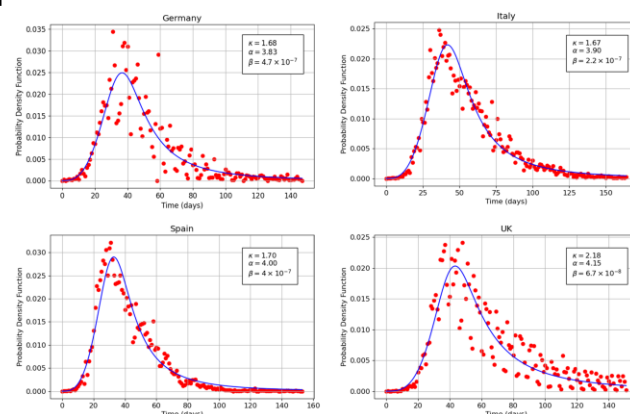 Germany
Probability Density Function
0.035
0.030
0.025
0.020
0.015
0.010
0.005
0.000
κ = 1.68
α = 3.83
β = 4.7 × 10⁻⁷
0 20 40 60 80 100 120 140
Time (days)
Italy
Probability Density Function
0.025
0.020
0.015
0.010
0.005
0.000
κ = 1.67
α = 3.90
β = 2.2 × 10⁻⁷
0 25 50 75 100 125 150
Time (days)
Spain
Probability Density Function
0.030
0.025
0.020
0.015
0.010
0.005
0.000
κ = 1.70
α = 4.00
β = 4 × 10⁻⁷
0 20 40 60 80 100 120 140 160
Time (days)
UK
Probability Density Function
0.025
0.020
0.015
0.010
0.005
0.000
κ = 2.18
α = 4.15
β = 6.7 × 10⁻⁸
0 20 40 60 80 100 120 140
Time (days)